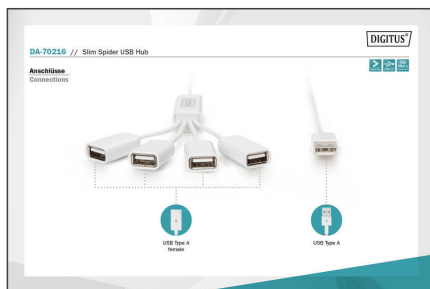 DIGITUS®
DA-70216 // Slim Spider USB Hub
Anschlüsse
Connections
USB Type A
female
USB Type A